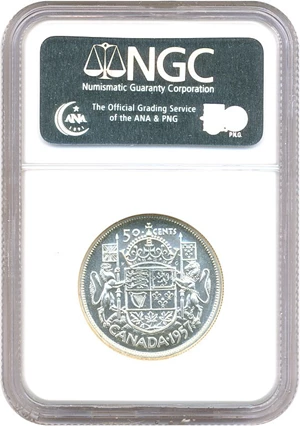 NGC
Numismatic Guaranty Corporation
The Official Grading Service
of the ANA & PNG
ANA
P.N.G.
50 CENTS
CANADA·1957